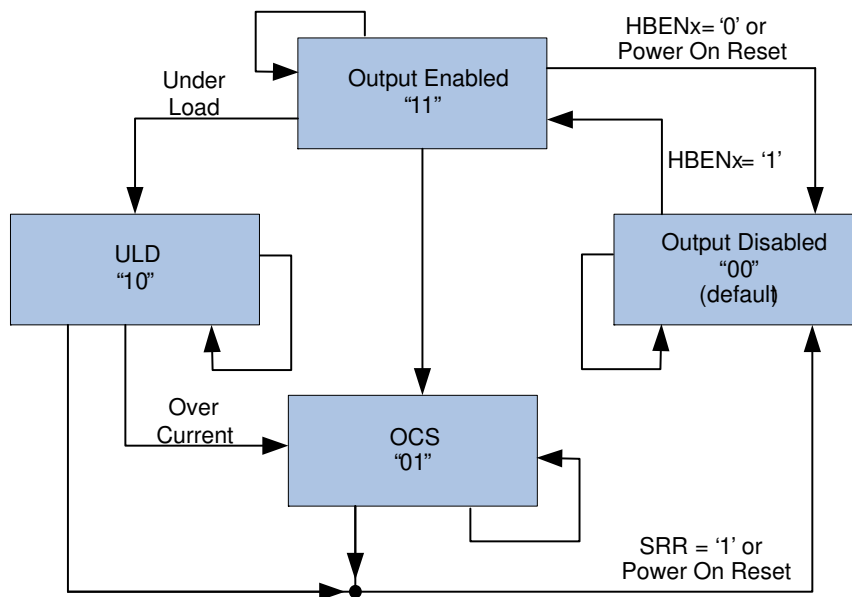 HBENx= ‘0’ or
Power On Reset
Output Enabled
“11”
Under
Load
HBENx= ‘1’
ULD
“10”
Output Disabled
“00”
(default)
Over
Current
OCS
“01”
SRR = ‘1’ or
Power On Reset